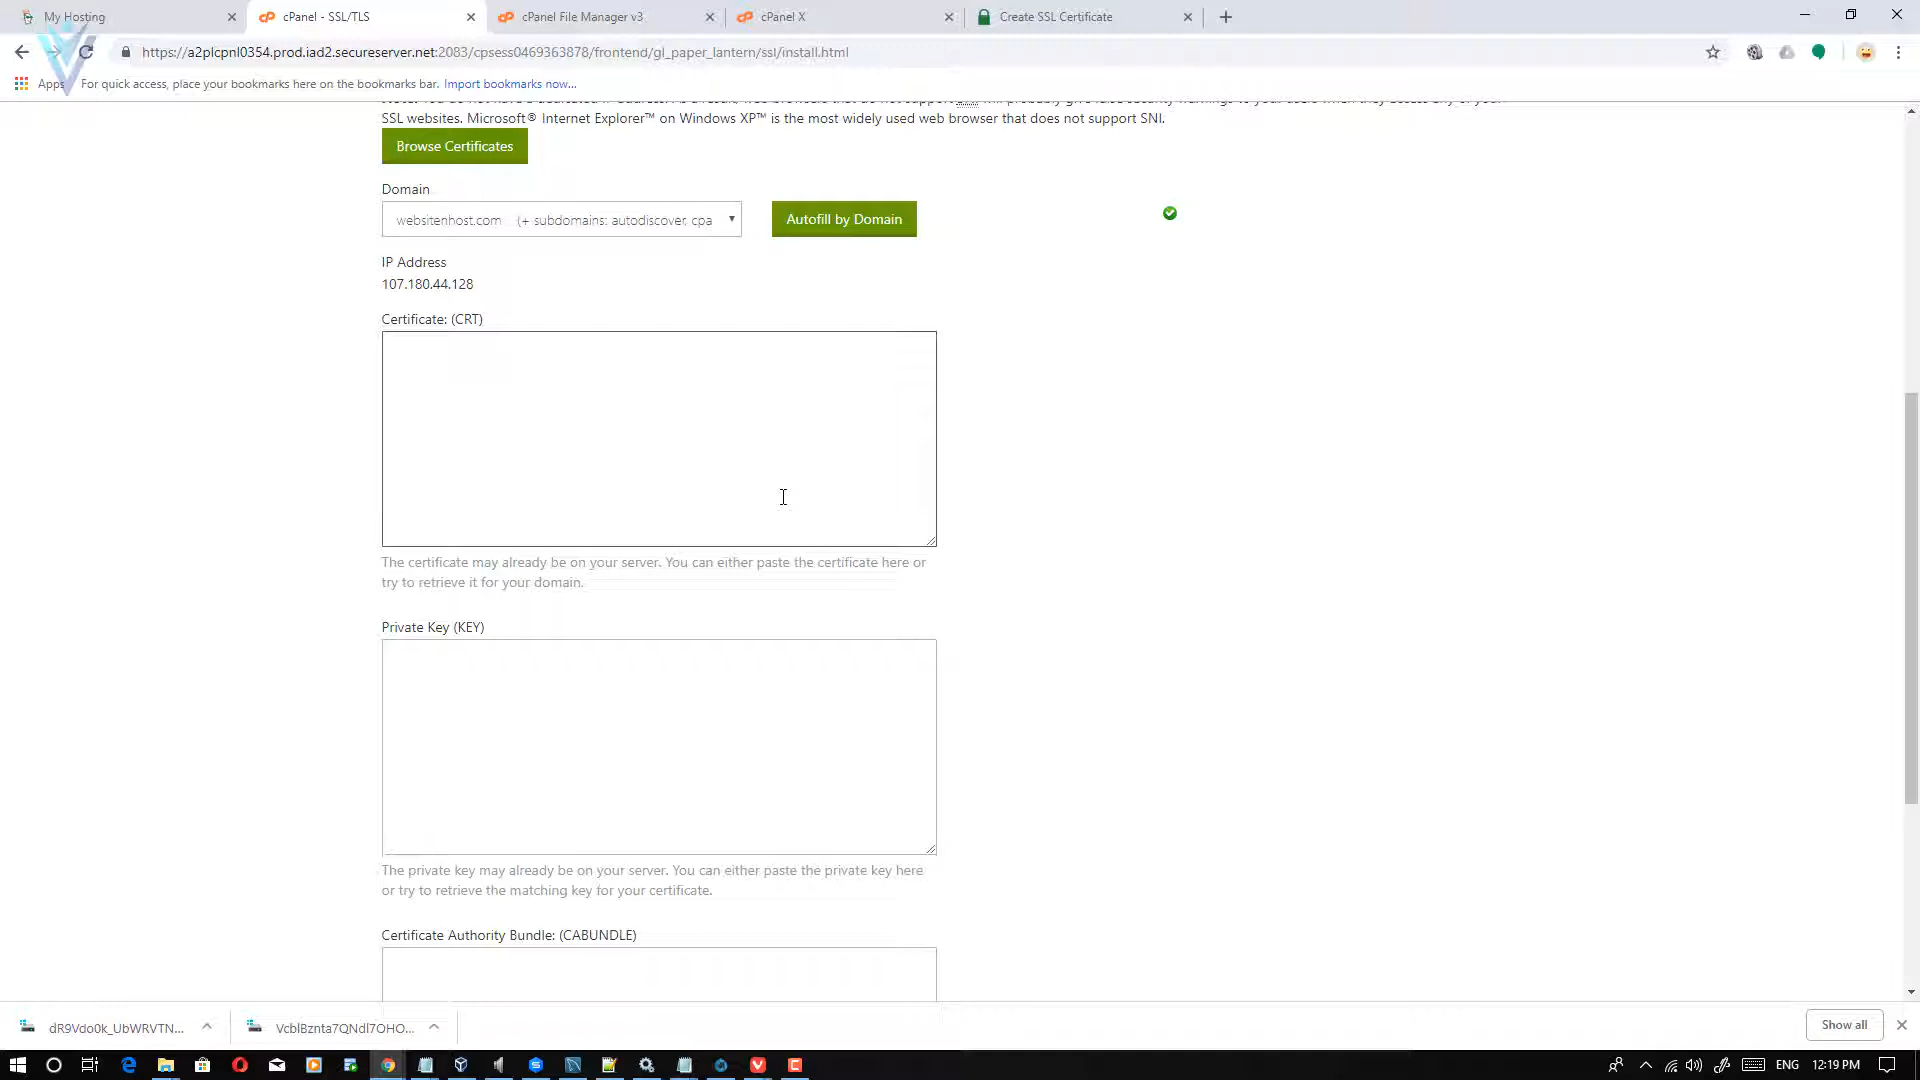 My Hosting
cPanel - SSL/TLS
cPanel File Manager v3
cPanel X
Create SSL Certificate
https://a2plcpnl0354.prod.iad2.secureserver.net:2083/cpsess0469363878/frontend/gl_paper_lantern/ssl/install.html
Apps
For quick access, place your bookmarks here on the bookmarks bar. Import bookmarks now...
SSL websites. Microsoft® Internet Explorer™ on Windows XP™ is the most widely used web browser that does not support SNI.
Browse Certificates
Domain
websitenhost.com (+ subdomains: autodiscover, cpa
Autofill by Domain
IP Address
107.180.44.128
Certificate: (CRT)
The certificate may already be on your server. You can either paste the certificate here or
try to retrieve it for your domain.
Private Key (KEY)
The private key may already be on your server. You can either paste the private key here
or try to retrieve the matching key for your certificate.
Certificate Authority Bundle: (CABUNDLE)
dR9Vdo0k_UbWRVTN...
VcblBznta7QNdl7OHO...
Show all
ENG
12:19 PM